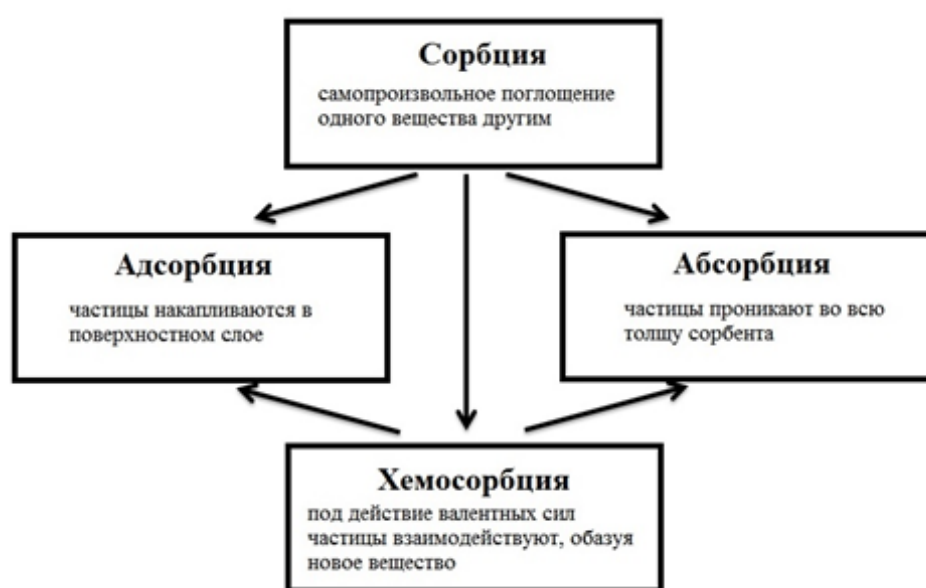 Сорбция
самопроизвольное поглощение
одного вещества другим
Адсорбция
частицы накапливаются в
поверхностном слое
Абсорбция
частицы проникают во всю
толщу сорбента
Хемосорбция
под действие валентных сил
частицы взаимодействуют, обазуя
новое вещество